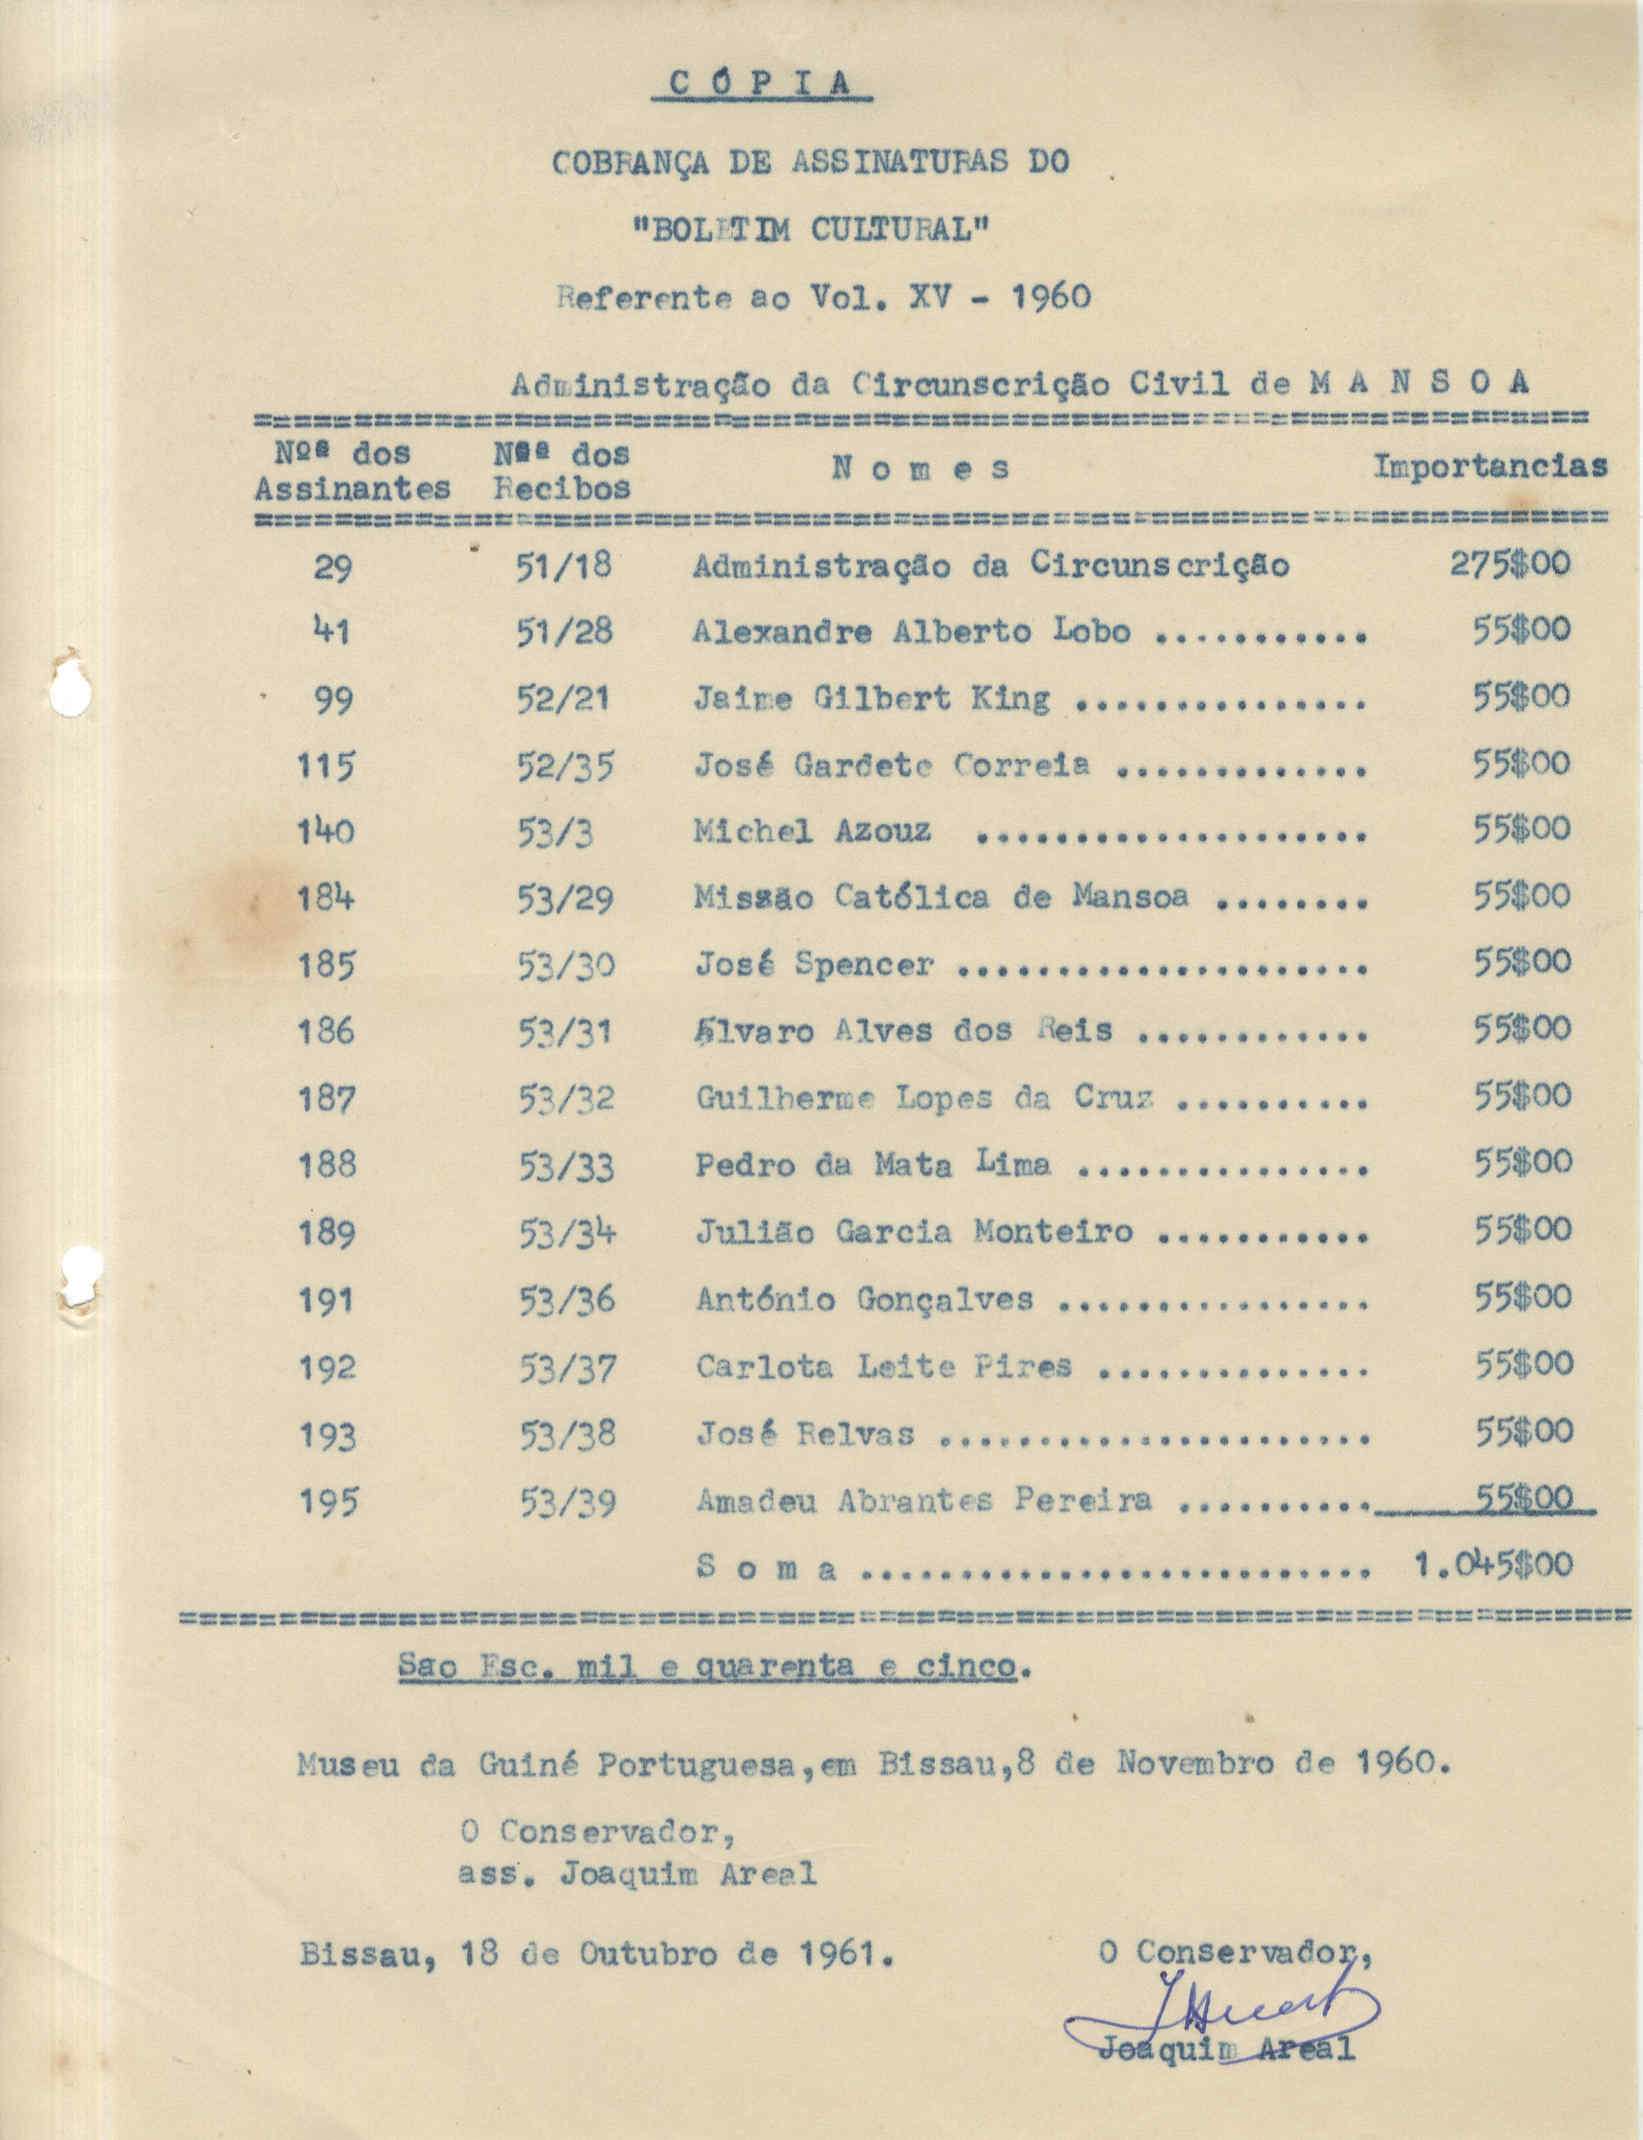 CÓPIA
COBRANÇA DE ASSINATURAS DO
"BOLETIM CULTURAL"
Referente ao Vol. XV - 1960
Administração da Circunscrição Civil de M A N S O A
Nºs dos Assinantes Nºs dos Recibos N o m e s Importancias
29 51/18 Administração da Circunscrição 275$00
41 51/28 Alexandre Alberto Lobo ........... 55$00
99 52/21 Jaime Gilbert King ............... 55$00
115 52/35 José Gardete Correia ............. 55$00
140 53/3 Michel Azouz .................... 55$00
184 53/29 Missão Católica de Mansoa ........ 55$00
185 53/30 José Spencer ..................... 55$00
186 53/31 Álvaro Alves dos Reis ............ 55$00
187 53/32 Guilherme Lopes da Cruz .......... 55$00
188 53/33 Pedro da Mata Lima ............... 55$00
189 53/34 Julião Garcia Monteiro ........... 55$00
191 53/36 António Gonçalves ................ 55$00
192 53/37 Carlota Leite Pires .............. 55$00
193 53/38 José Relvas ...................... 55$00
195 53/39 Amadeu Abrantes Pereira .......... 55$00
S o m a .......................... 1.045$00
Sao Esc. mil e quarenta e cinco.
Museu da Guiné Portuguesa,em Bissau,8 de Novembro de 1960.
O Conservador,
ass. Joaquim Areal
Bissau, 18 de Outubro de 1961. O Conservador,
Joaquim Areal